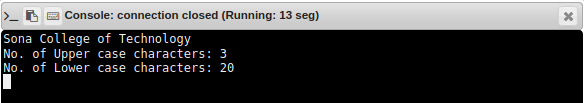 Console: connection closed (Running: 13 seg)
Sona College of Technology
No. of Upper case characters: 3
No. of Lower case characters: 20